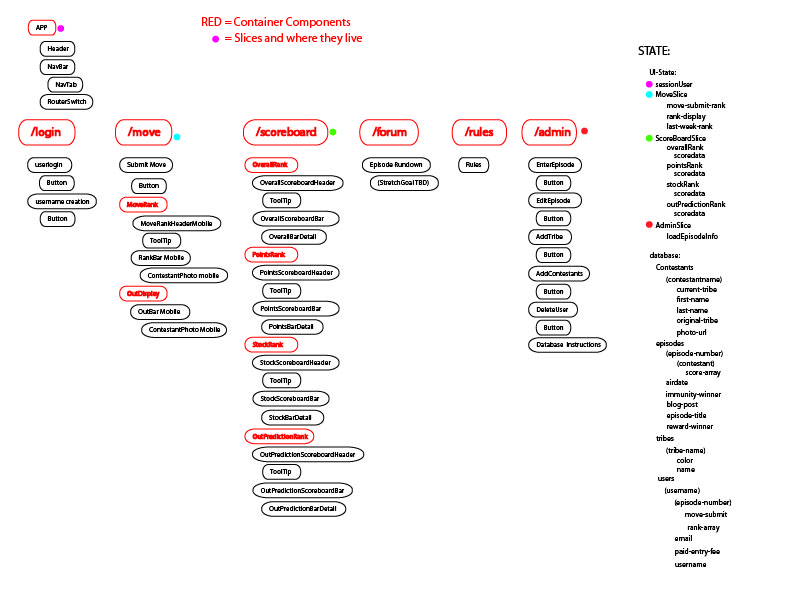 RED = Container Components
= Slices and where they live
APP
Header
NavBar
NavTab
RouterSwitch
/login
userlogin
Button
username creation
Button
/move
Submit Move
Button
MoveRank
MoveRankHeaderMobile
ToolTip
RankBar Mobile
ContestantPhoto mobile
OutDisplay
OutBar Mobile
ContestantPhoto Mobile
/scoreboard
OverallRank
OverallScoreboardHeader
ToolTip
OverallScoreboardBar
OverallBarDetail
PointsRank
PointsScoreboardHeader
ToolTip
PointsScoreboardBar
PointsBarDetail
StockRank
StockScoreboardHeader
ToolTip
StockScoreboardBar
StockBarDetail
OutPredictionRank
OutPredictionScoreboardHeader
ToolTip
OutPredictionScoreboardBar
OutPredictionBarDetail
/forum
Episode Rundown
(StretchGoal TBD)
/rules
Rules
/admin
EnterEpisode
Button
EditEpisode
Button
AddTribe
Button
AddContestants
Button
DeleteUser
Button
Database Instructions
STATE:
UI-State:
sessionUser
MoveSlice
move-submit-rank
rank-display
last-week-rank
ScoreBoardSlice
overallRank
scoredata
pointsRank
scoredata
stockRank
scoredata
outPredictionRank
scoredata
AdminSlice
loadEpisodeInfo
database:
Contestants
(contestantname)
current-tribe
first-name
last-name
original-tribe
photo-url
episodes
(episode-number)
(contestant)
score-array
airdate
immunity-winner
blog-post
episode-title
reward-winner
tribes
(tribe-name)
color
name
users
(username)
(episode-number)
move-submit
rank-array
email
paid-entry-fee
username